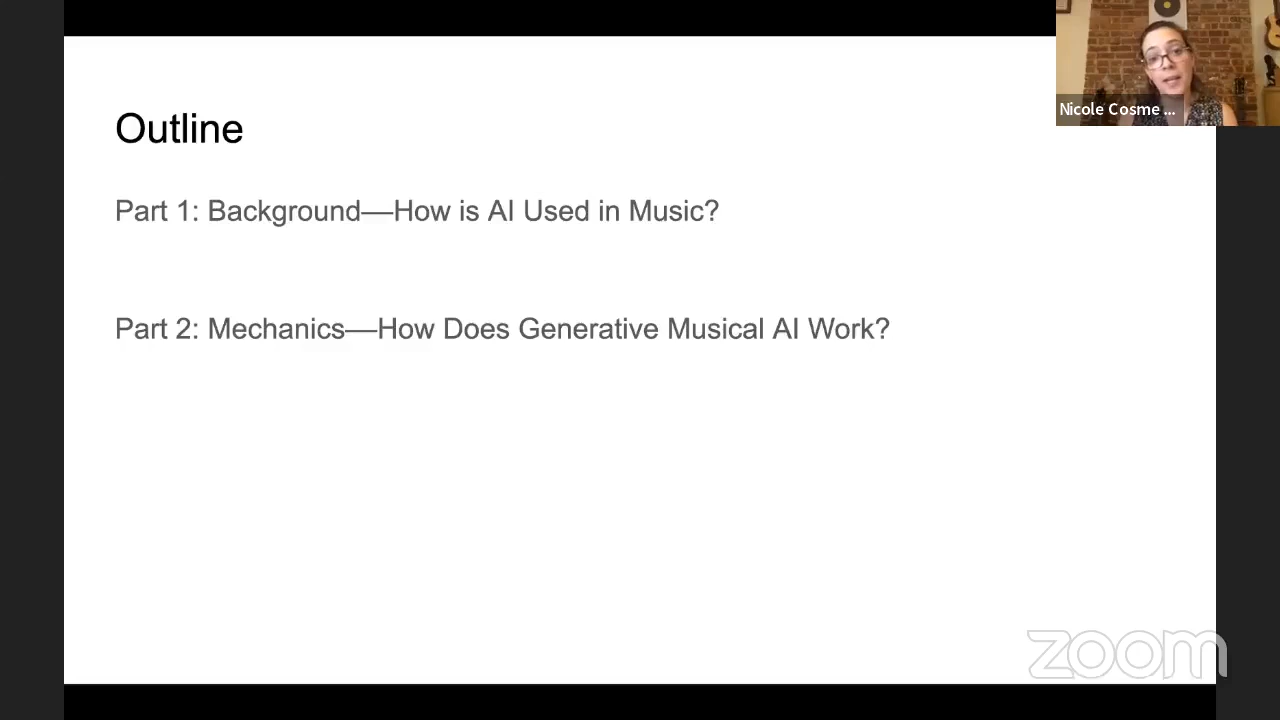 Outline
Part 1: Background—How is AI Used in Music?
Part 2: Mechanics—How Does Generative Musical AI Work?
Nicole Cosme ...
zoom